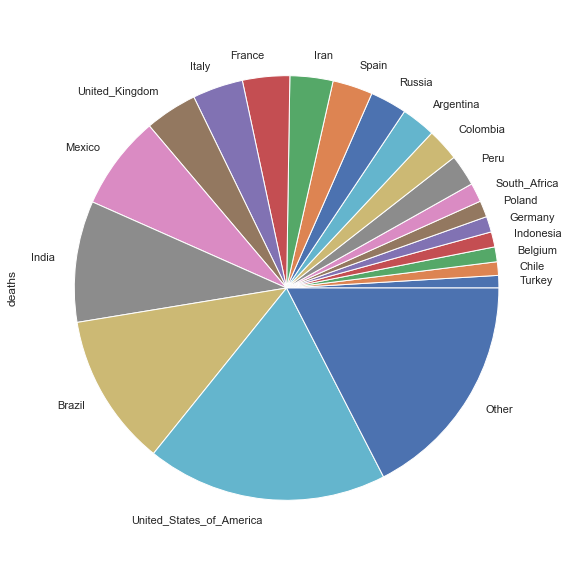 France
Iran
Italy
Spain
Russia
United_Kingdom
Argentina
Colombia
Mexico
Peru
South_Africa
Poland
Germany
Indonesia
Belgium
India
Chile
Turkey
deaths
Brazil
Other
United_States_of_America